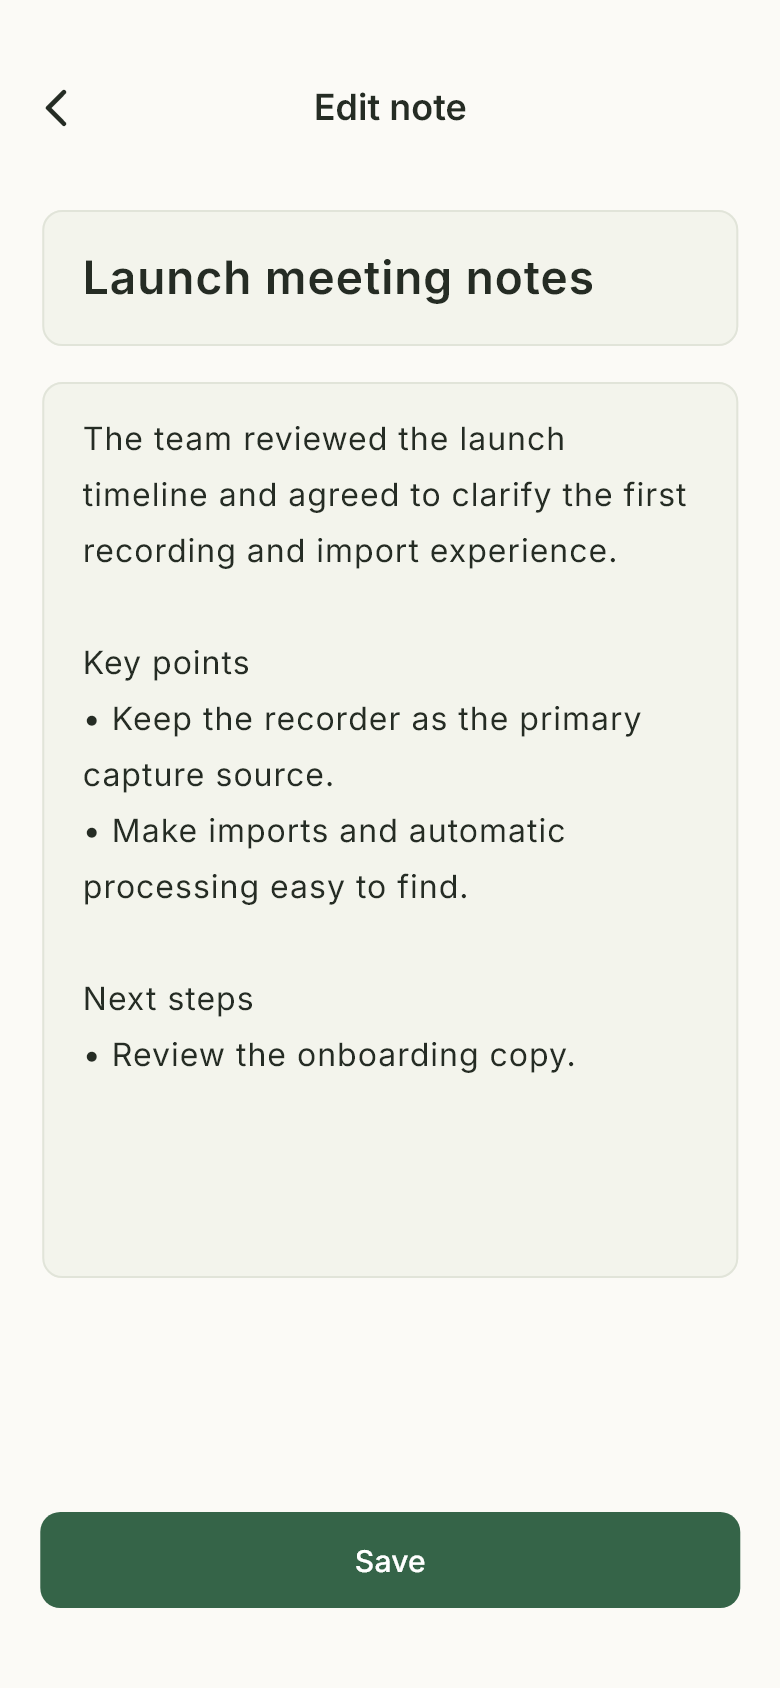 Edit note
Launch meeting notes
The team reviewed the launch
timeline and agreed to clarify the first
recording and import experience.
Key points
• Keep the recorder as the primary
capture source.
• Make imports and automatic
processing easy to find.
Next steps
• Review the onboarding copy.
Save